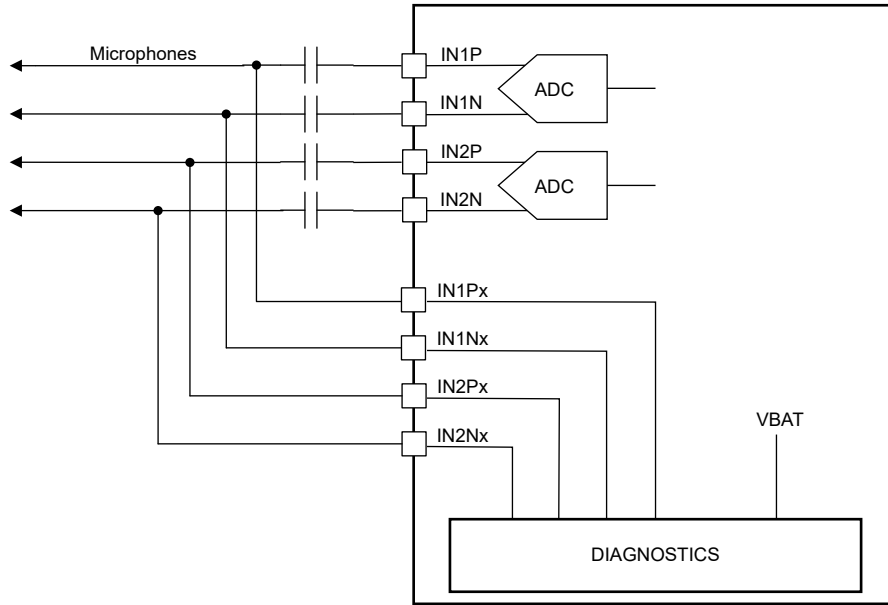 Microphones
IN1P
ADC
IN1N
IN2P
ADC
IN2N
IN1Px
IN1Nx
IN2Px
IN2Nx
VBAT
DIAGNOSTICS